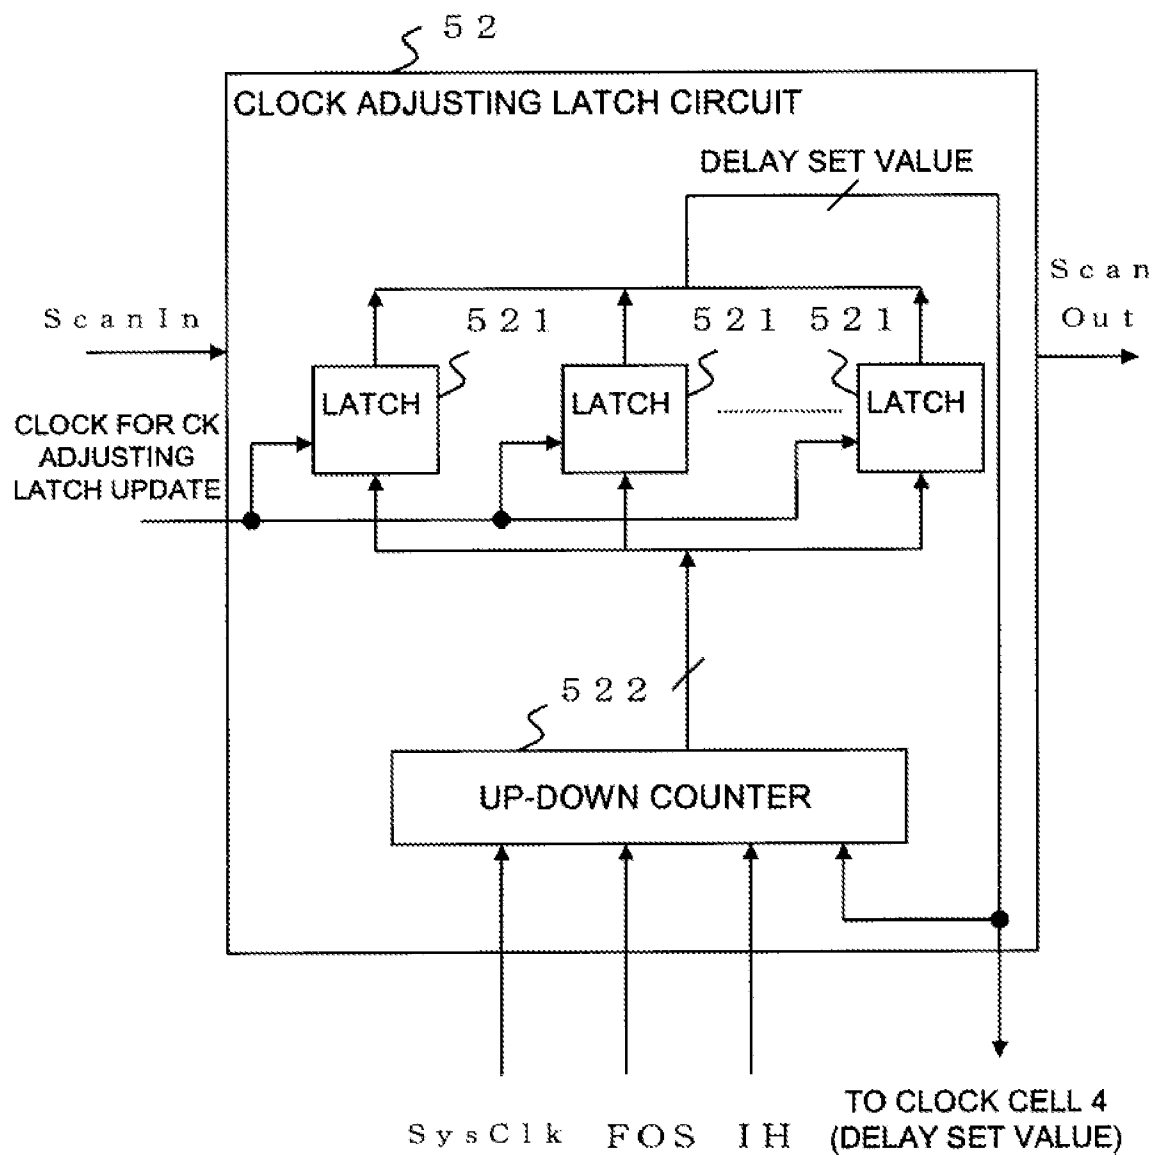 52
CLOCK ADJUSTING LATCH CIRCUIT
DELAY SET VALUE
Scan
Out
ScanIn
521
521
521
LATCH
LATCH
LATCH
CLOCK FOR CK
ADJUSTING
LATCH UPDATE
522
UP-DOWN COUNTER
SysClk
FOS
IH
TO CLOCK CELL 4
(DELAY SET VALUE)